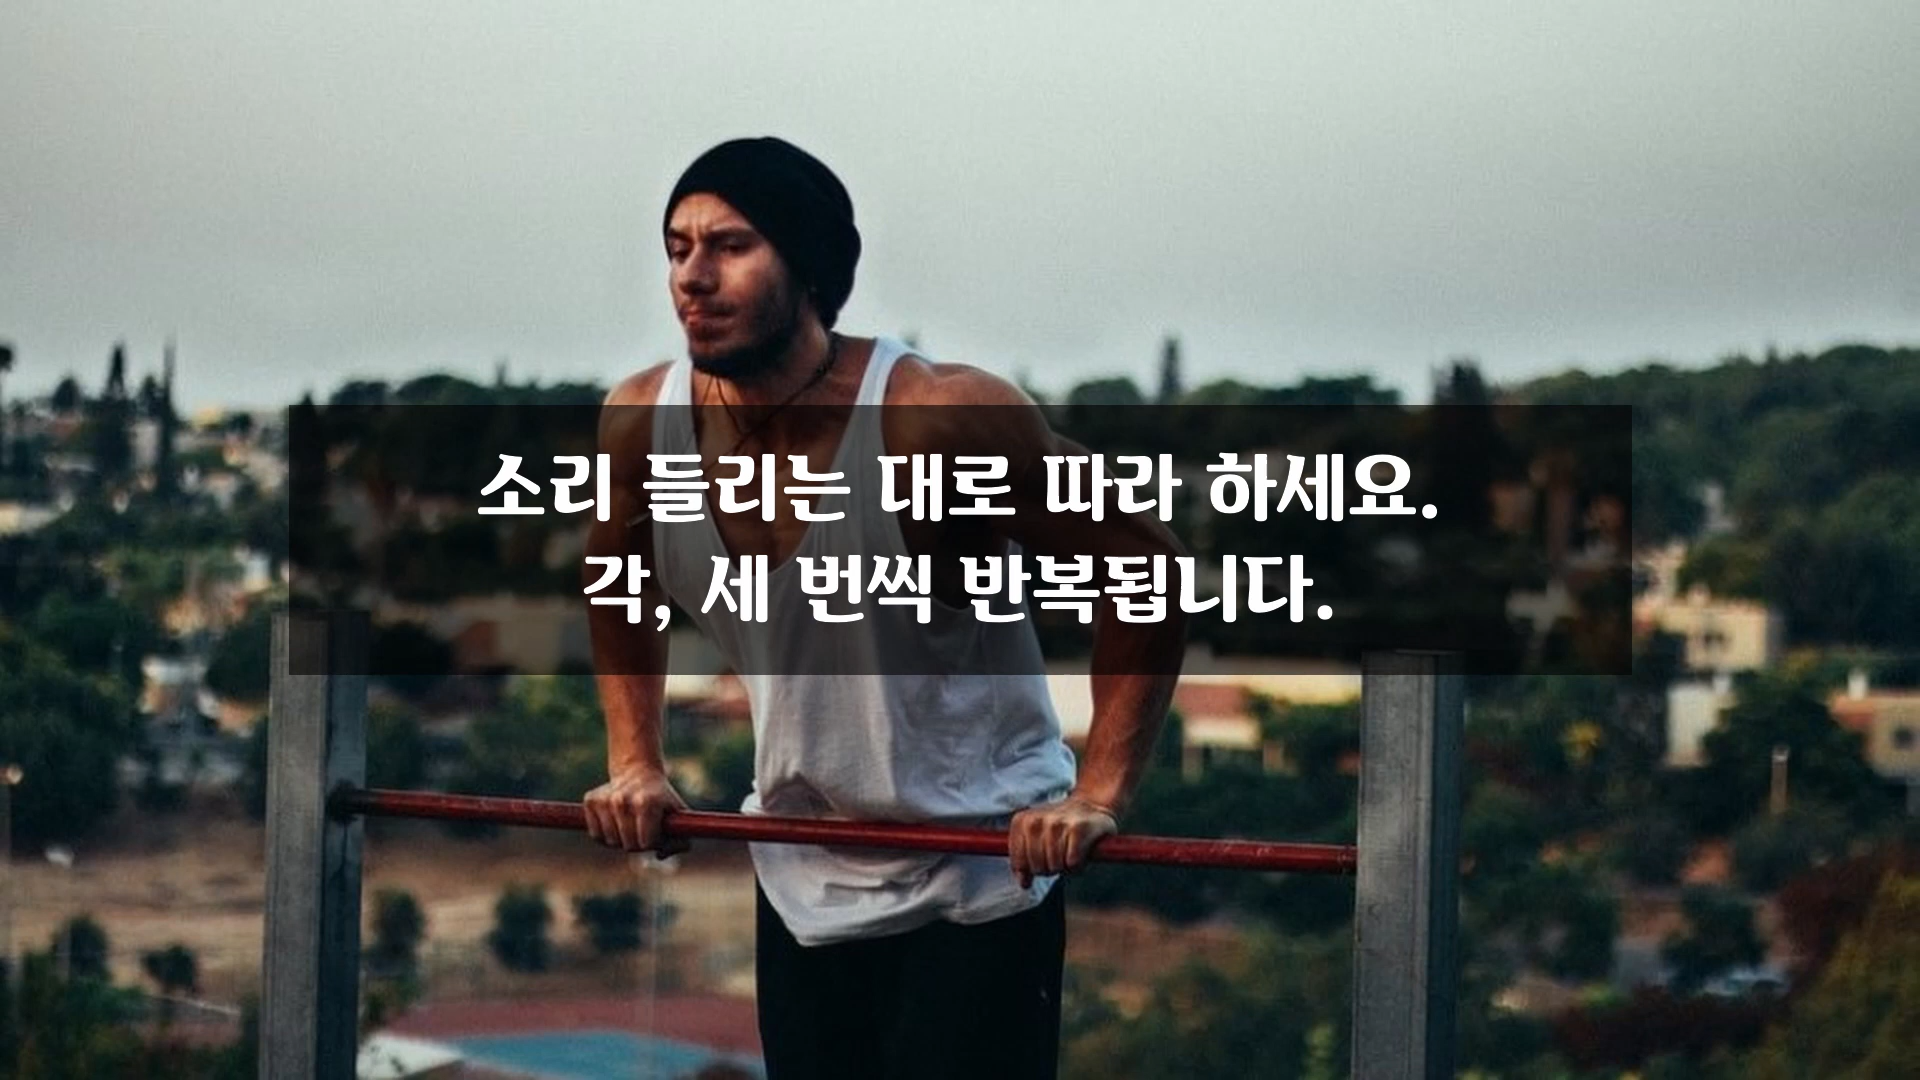 소리 들리는 대로 따라 하세요.
각, 세 번씩 반복됩니다.